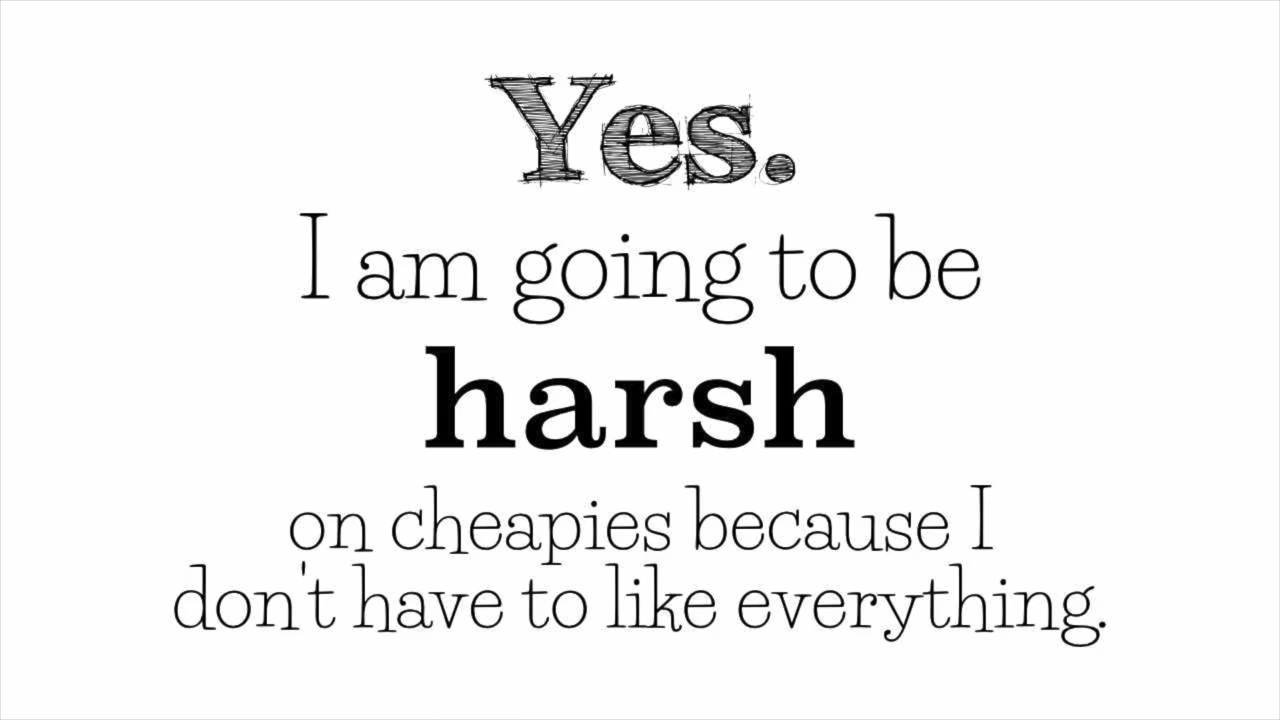 Yes.
I am going to be
harsh
on cheapies because I
don't have to like everything.